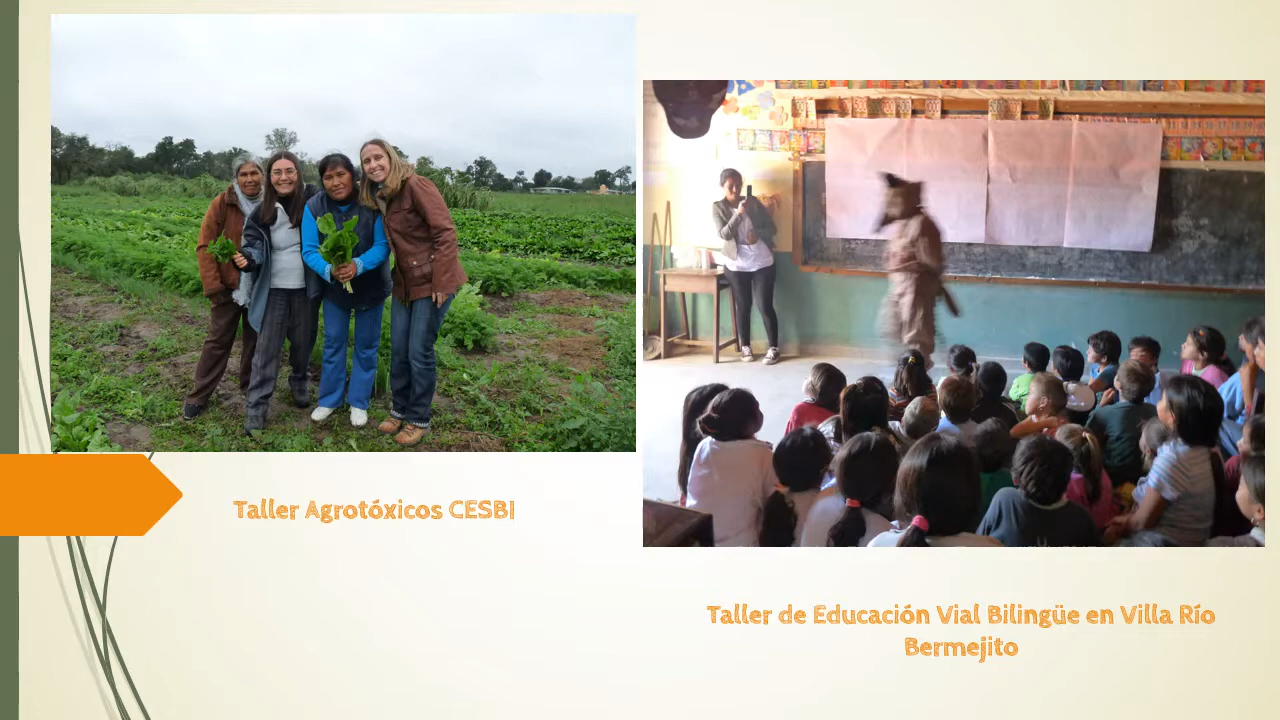 Taller Agrotóxicos CESBI
Taller de Educación Vial Bilingüe en Villa Río
Bermejito